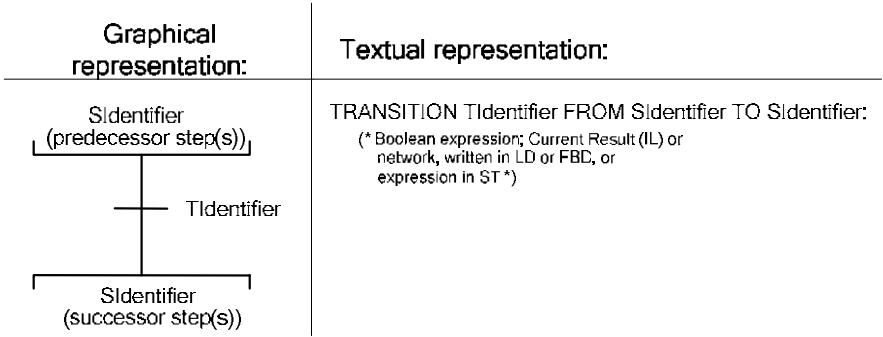 Graphical
representation:
Textual representation:
SIdentifier
(predecessor step(s))
TIdentifier
SIdentifier
(successor step(s))
TRANSITION TIdentifier FROM SIdentifier TO SIdentifier:
(* Boolean expression; Current Result (IL) or
network, written in LD or FBD, or
expression in ST *)